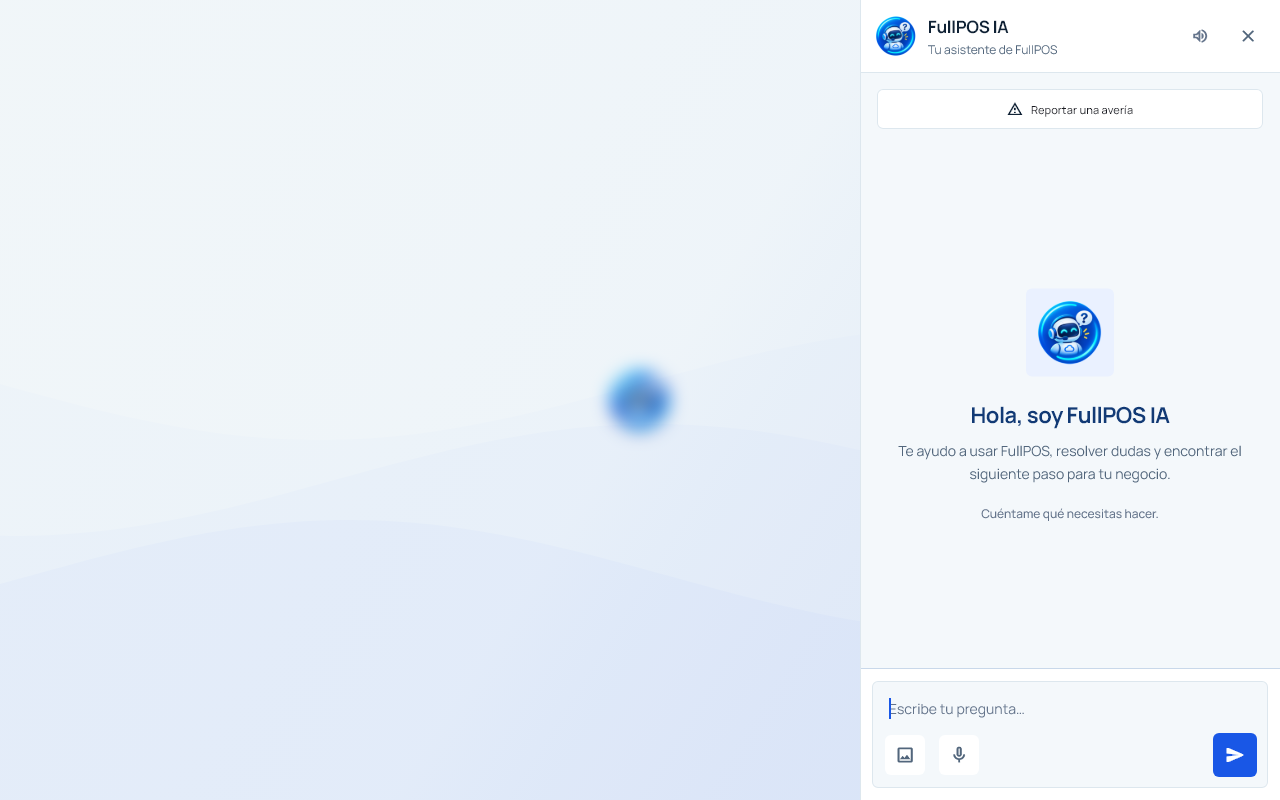 FullPOS IA
Tu asistente de FullPOS
Reportar una avería
?
Hola, soy FullPOS IA
Te ayudo a usar FullPOS, resolver dudas y encontrar el
siguiente paso para tu negocio.
Cuéntame qué necesitas hacer.
Escribe tu pregunta...